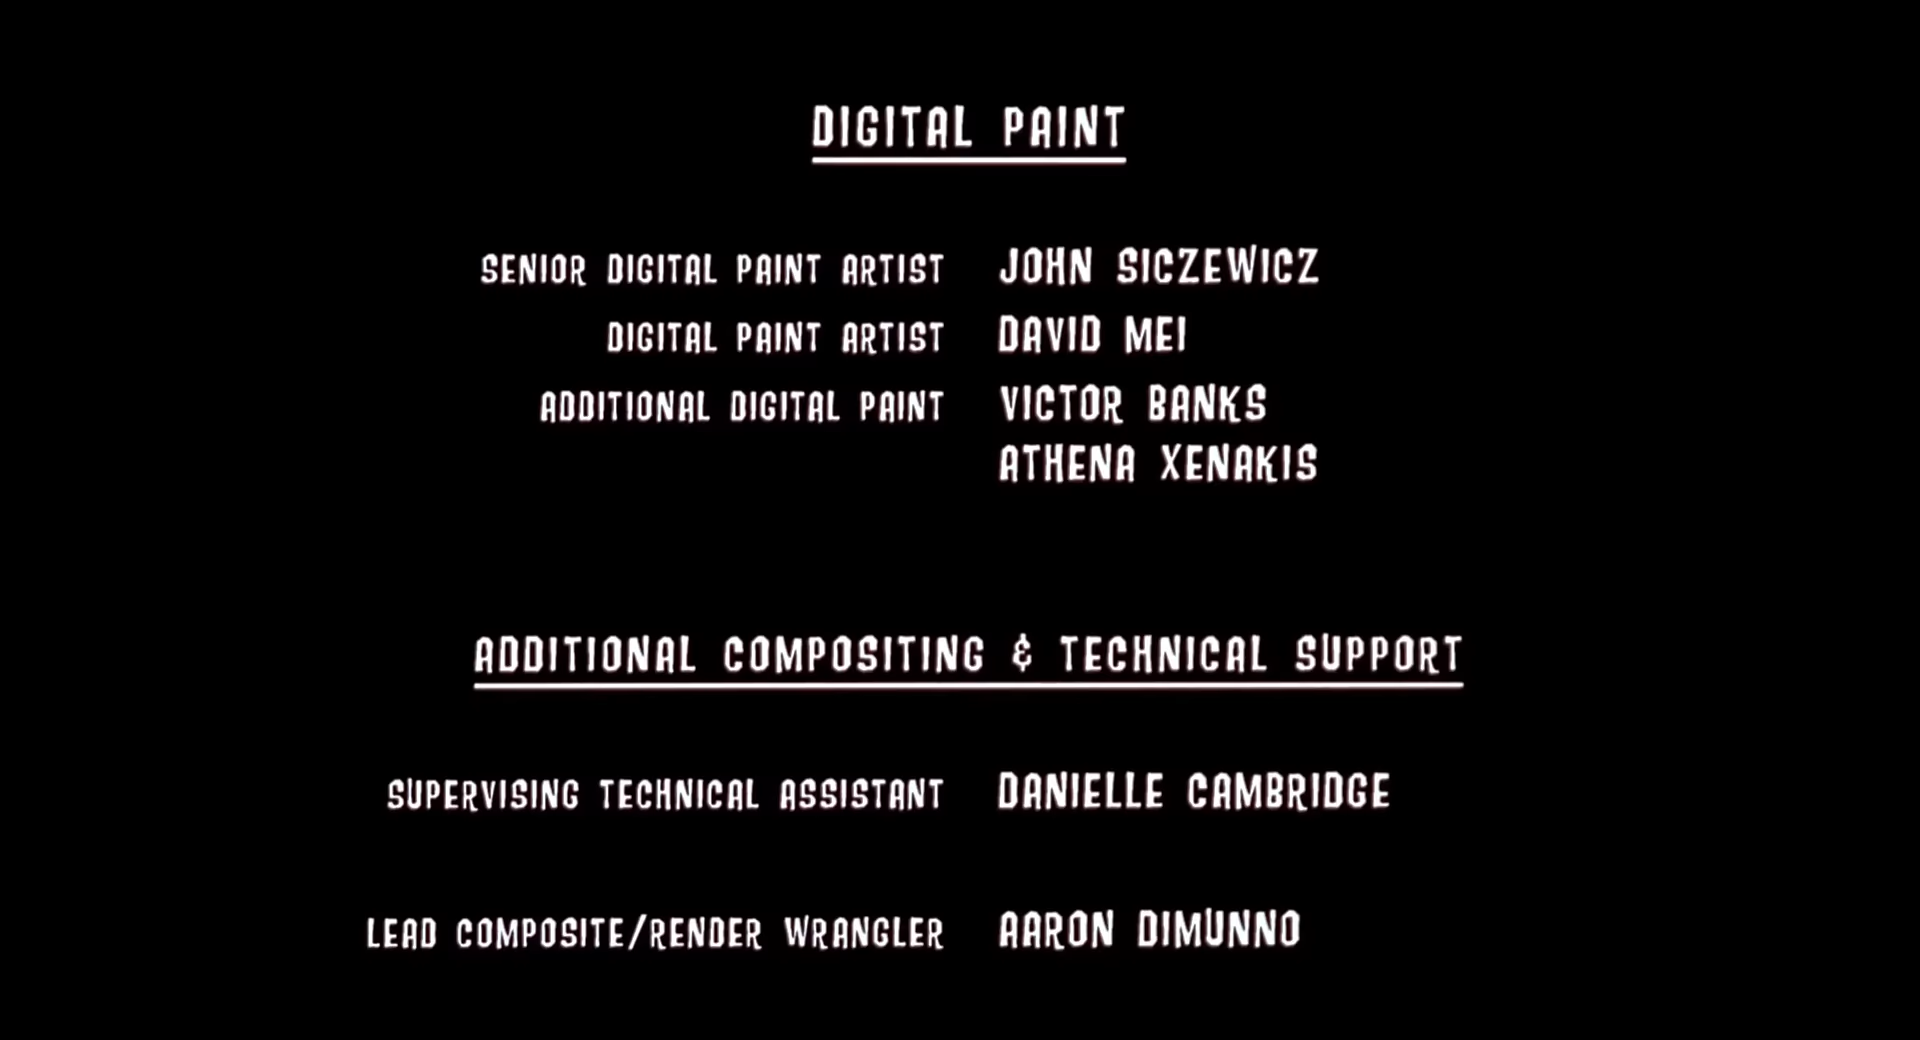 DIGITAL PAINT
SENIOR DIGITAL PAINT ARTIST JOHN SICZEWICZ
DIGITAL PAINT ARTIST DAVID MEI
ADDITIONAL DIGITAL PAINT VICTOR BANKS
ATHENA XENAKIS
ADDITIONAL COMPOSITING & TECHNICAL SUPPORT
SUPERVISING TECHNICAL ASSISTANT DANIELLE CAMBRIDGE
LEAD COMPOSITE/RENDER WRANGLER AARON DIMUNNO